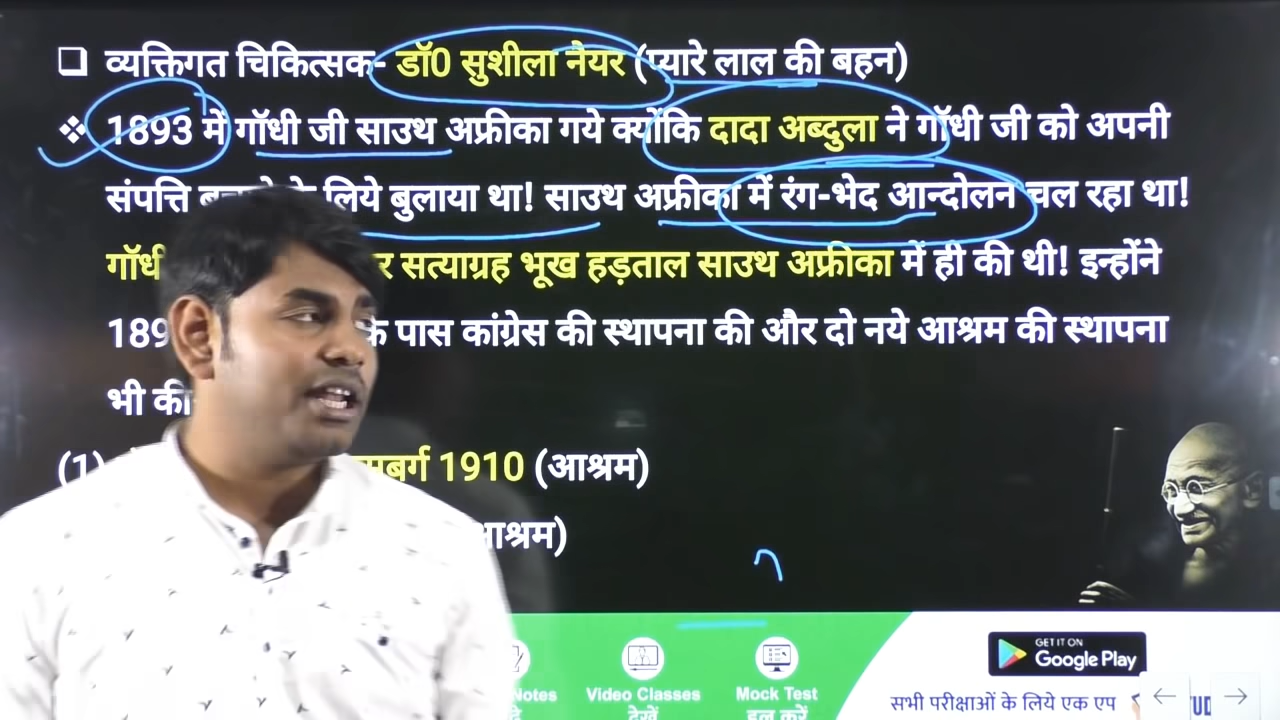 व्यक्तिगत चिकित्सक- डॉ0 सुशीला नैयर (प्यारे लाल की बहन)
1893 में गॉधी जी साउथ अफ्रीका गये क्योंकि दादा अब्दुला ने गॉधी जी को अपनी
संपत्ति लिये बुलाया था! साउथ अफ्रीका में रंग-भेद आन्दोलन चल रहा था!
गॉधी सत्याग्रह भूख हड़ताल साउथ अफ्रीका में ही की थी! इन्होंने
189 के पास कांग्रेस की स्थापना की और दो नये आश्रम की स्थापना
भी की
(1) 1910 (आश्रम)
आश्रम)
Notes
Video Classes
देखें
Mock Test
हल करें
GET IT ON
Google Play
सभी परीक्षाओं के लिये एक एप